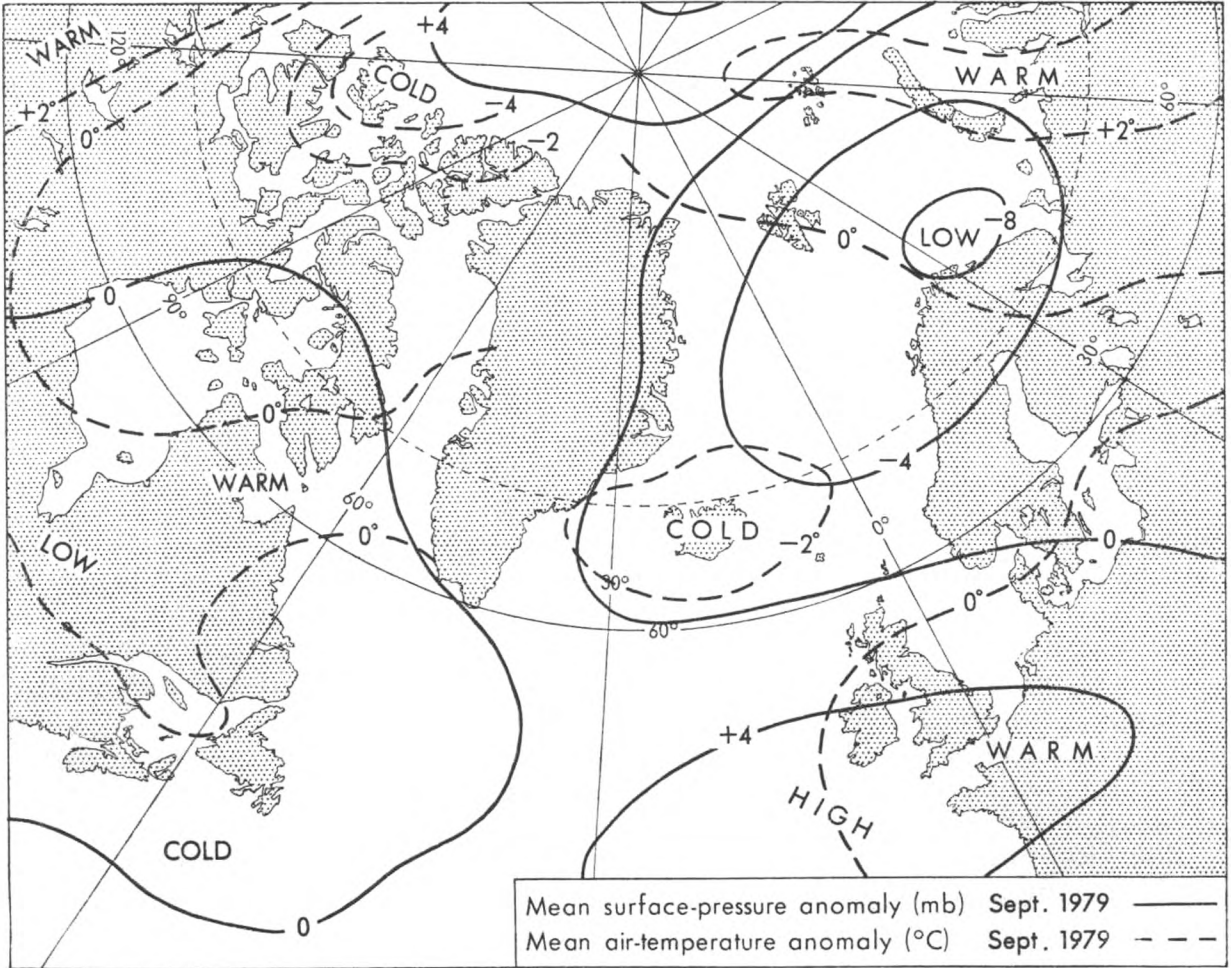 +4
WARM
120°
COLD
WARM
-4
60°
+2°
+2°
0°
-2
0°
LOW
-8
0
70°
30°
0°
-4
WARM
60°
0°
COLD
-2°
0°
0
LOW
30°
0°
60°
+4
WARM
HIGH
COLD
0
Mean surface-pressure anomaly (mb) Sept. 1979
Mean air-temperature anomaly (°C) Sept. 1979